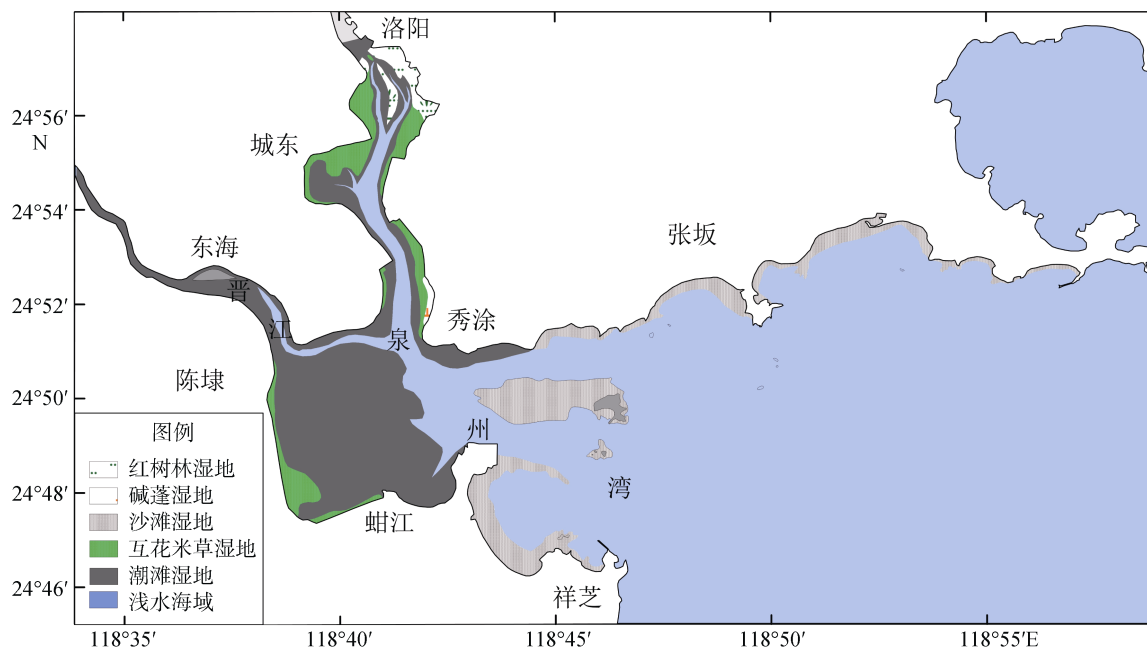 洛阳
24°56′
N
城东
24°54′
东海
张坂
晋
24°52′
江
泉
秀涂
陈埭
24°50′
州
图例
红树林湿地
24°48′
湾
碱蓬湿地
沙滩湿地
蚶江
互花米草湿地
潮滩湿地
24°46′
浅水海域
祥芝
118°35′
118°40′
118°45′
118°50′
118°55′E